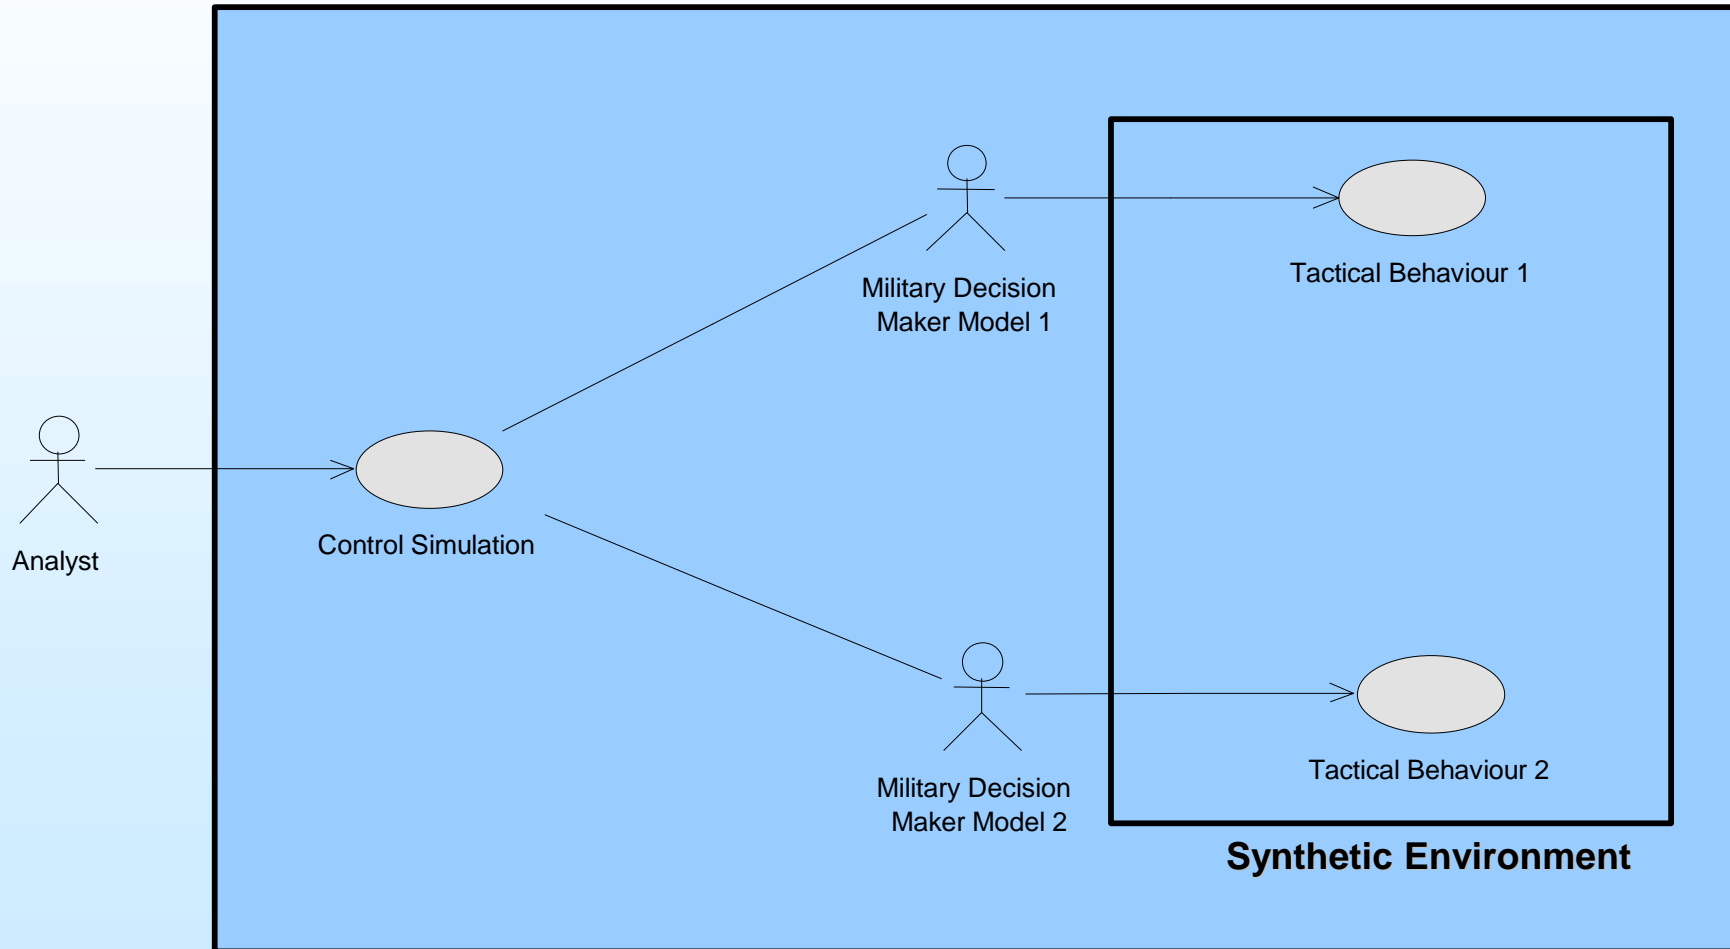 Military Decision
Maker Model 1
Tactical Behaviour 1
Analyst
Control Simulation
Military Decision
Maker Model 2
Tactical Behaviour 2
Synthetic Environment